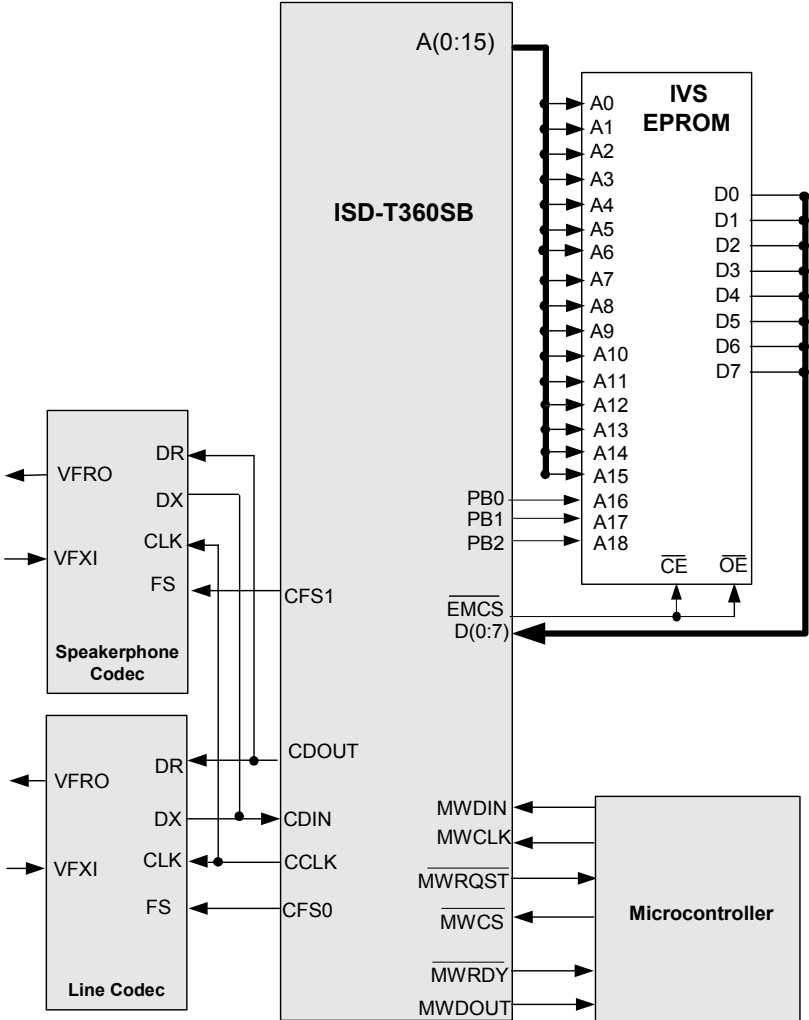 A(0:15)
ISD-T360SB
IVS
EPROM
A0
A1
A2
A3
A4
A5
A6
A7
A8
A9
A10
A11
A12
A13
A14
A15
A16
A17
A18
D0
D1
D2
D3
D4
D5
D6
D7
CE
OE
PB0
PB1
PB2
EMCS
D(0:7)
VFRO
VFXI
DR
DX
CLK
FS
Speakerphone
Codec
CFS1
VFRO
VFXI
DR
DX
CLK
FS
Line Codec
CDOUT
CDIN
CCLK
CFS0
MWDIN
MWCLK
MWRQST
MWCS
MWRDY
MWDOUT
Microcontroller